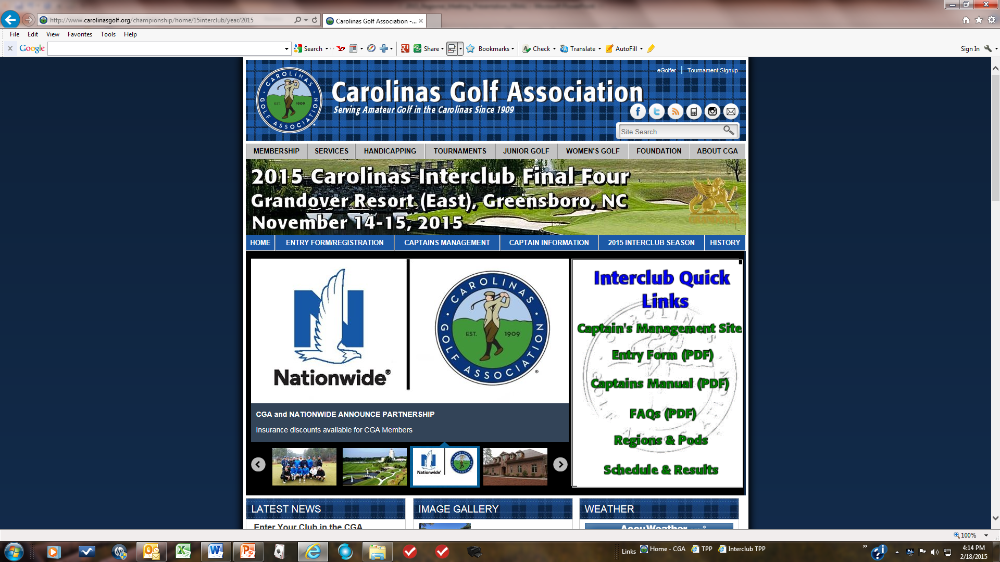 http://www.carolinasgolf.org/championship/home/15interclub/year/2015
Carolinas Golf Association -...
File Edit View Favorites Tools Help
x Google Search Share Bookmarks Check Translate AutoFill Sign In
eGolfer | Tournament Signup
CAROLINAS GOLF ASSOCIATION
EST. 1909
Carolinas Golf Association
Serving Amateur Golf in the Carolinas Since 1909
Site Search
MEMBERSHIP SERVICES HANDICAPPING TOURNAMENTS JUNIOR GOLF WOMEN'S GOLF FOUNDATION ABOUT CGA
2015 Carolinas Interclub Final Four
Grandover Resort (East), Greensboro, NC
November 14-15, 2015
GRANDOVER
HOME ENTRY FORM/REGISTRATION CAPTAINS MANAGEMENT CAPTAIN INFORMATION 2015 INTERCLUB SEASON HISTORY
Nationwide®
CAROLINAS GOLF ASSOCIATION
EST. 1909
Interclub Quick
Links
Captain's Management Site
Entry Form (PDF)
Captains Manual (PDF)
FAQs (PDF)
Regions & Pods
Schedule & Results
CGA and NATIONWIDE ANNOUNCE PARTNERSHIP
Insurance discounts available for CGA Members
Nationwide
LATEST NEWS IMAGE GALLERY WEATHER
Enter Your Club in the CGA
AccuWeather.com®
100%
Links Home - CGA TPP Interclub TPP
4:14 PM
2/18/2015